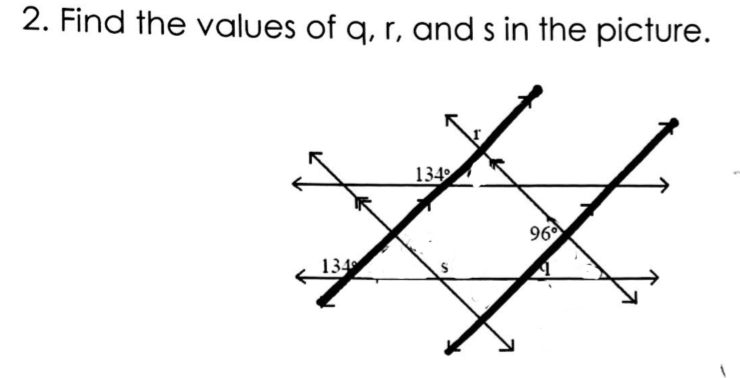 2. Find the values of q, r, and s in the picture.
r
134°
96°
134°
s
q